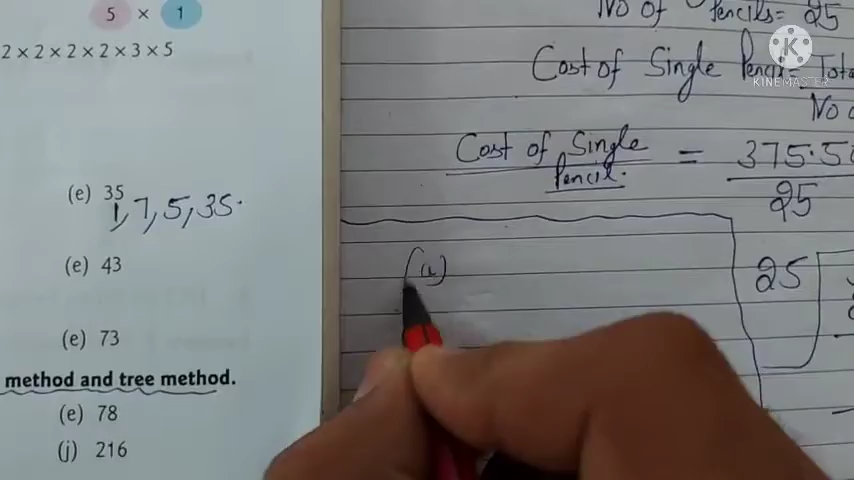 5 × 1
2 × 2 × 2 × 2 × 3 × 5
(e) 35
1, 7, 5, 35.
(e) 43
(e) 73
method and tree method.
(e) 78
(j) 216
No of Pencils = 25
Cost of Single Pencil = Tota
No o
Cost of Single Pencil. = 375.50
25
25
K
KINEMASTER